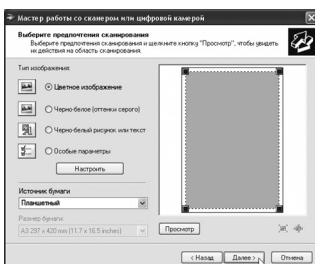 Мастер работы со сканером или цифровой камерой
Выберите предпочтения сканирования
Выберите предпочтения сканирования и щелкните кнопку "Просмотр", чтобы увидеть
их действия на область сканирования.
Тип изображения:
Цветное изображение
Черно-белое (оттенки серого)
Черно-белый рисунок или текст
Особые параметры
Настроить
Источник бумаги
Планшетный
Размер бумаги:
A3 297 x 420 mm (11.7 x 16.5 inches)
Просмотр
< Назад
Далее >
Отмена